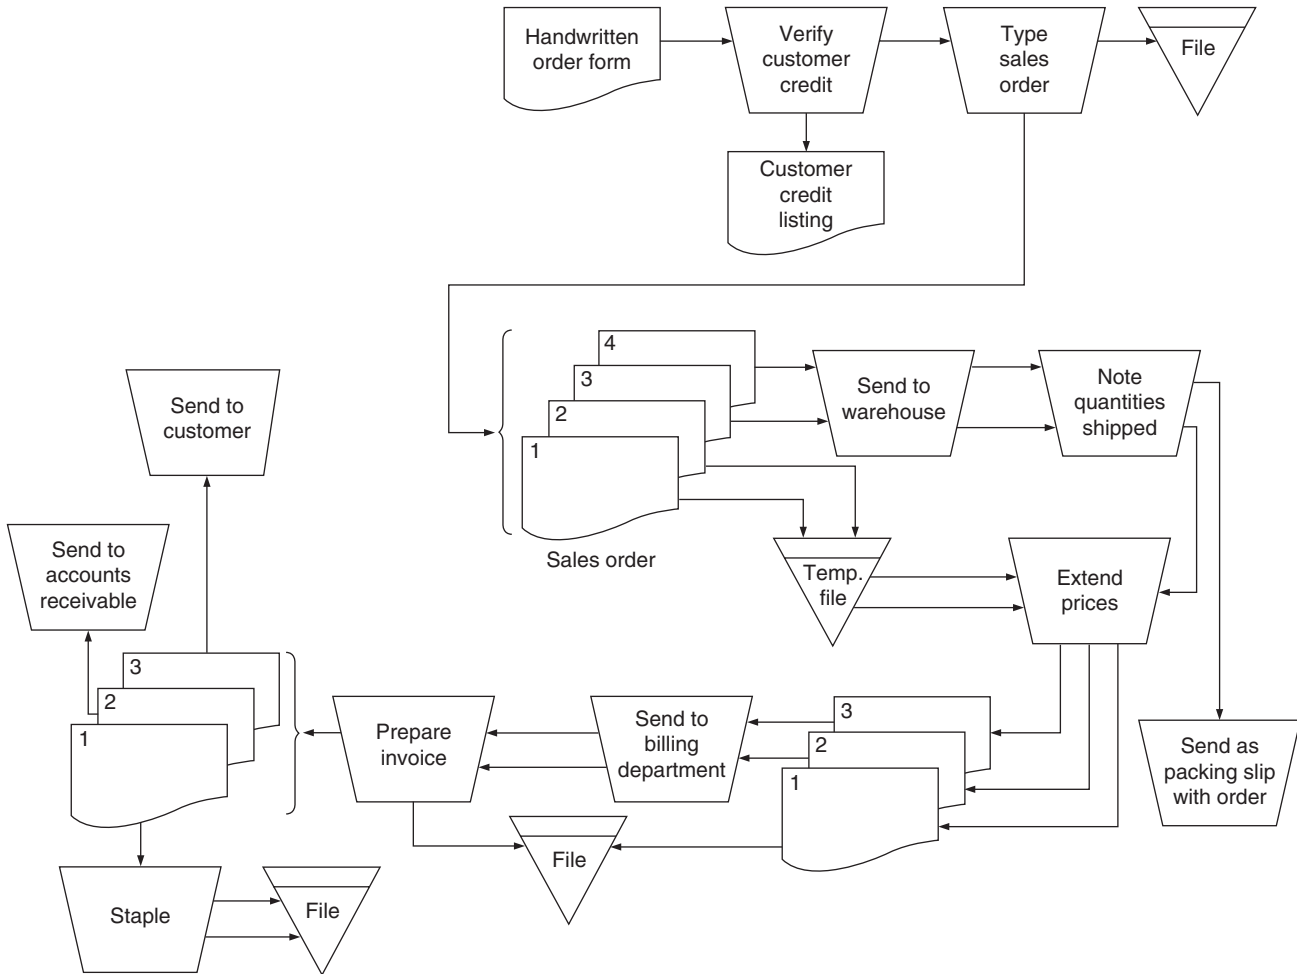 Handwritten
order form
Verify
customer
credit
Type
sales
order
File
Customer
credit
listing
4
3
2
1
Sales order
Send to
warehouse
Note
quantities
shipped
Send to
customer
Send to
accounts
receivable
Temp.
file
Extend
prices
3
2
1
Prepare
invoice
Send to
billing
department
3
2
1
Send as
packing slip
with order
File
Staple
File